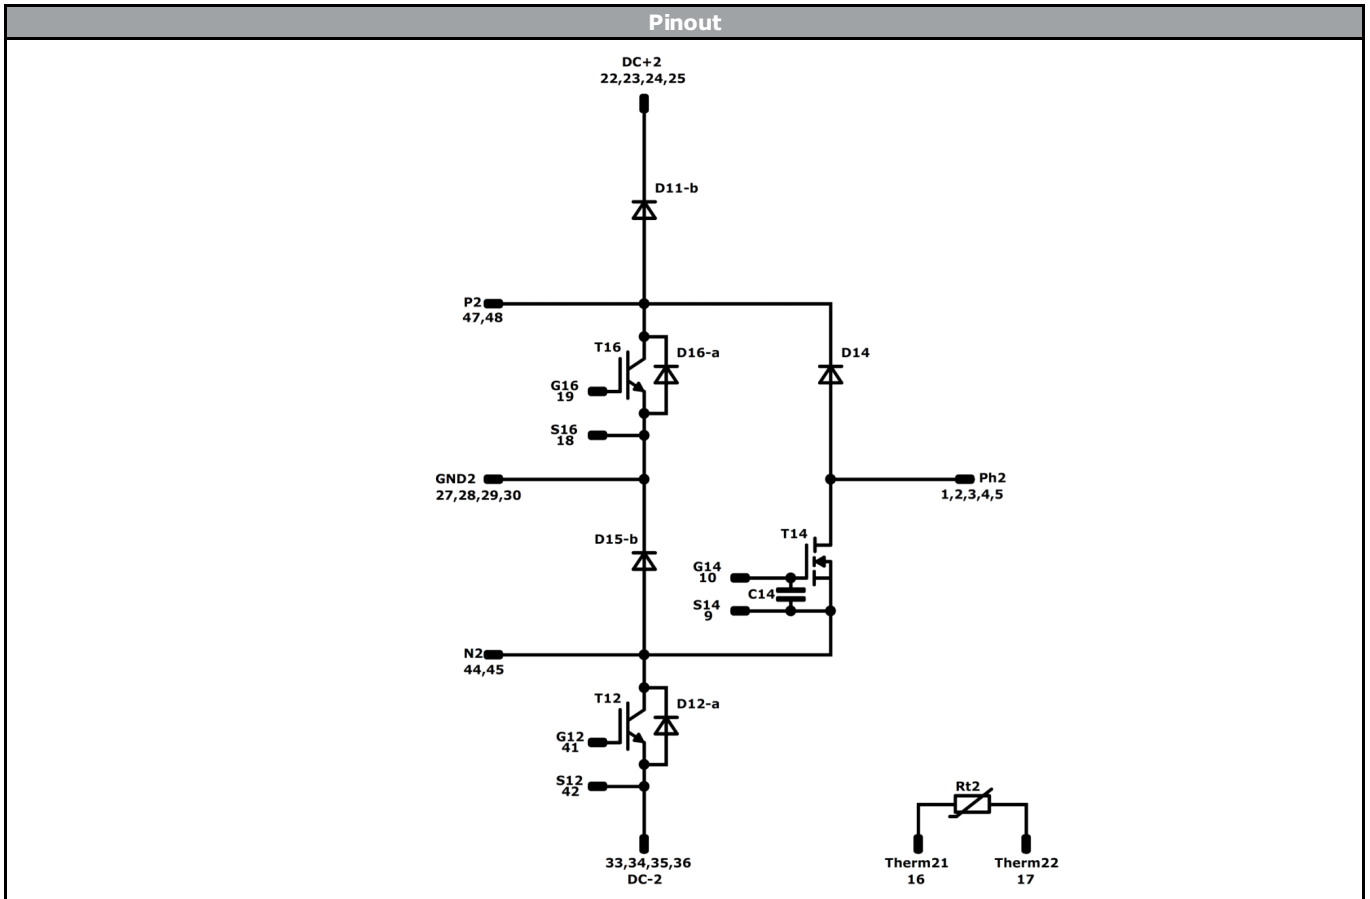 Pinout
DC+2
22,23,24,25
D11-b
P2
47,48
T16
D16-a
D14
G16
19
S16
18
GND2
27,28,29,30
Ph2
1,2,3,4,5
D15-b
T14
G14
10
C14
S14
9
N2
44,45
T12
D12-a
G12
41
S12
42
33,34,35,36
DC-2
Rt2
Therm21
16
Therm22
17